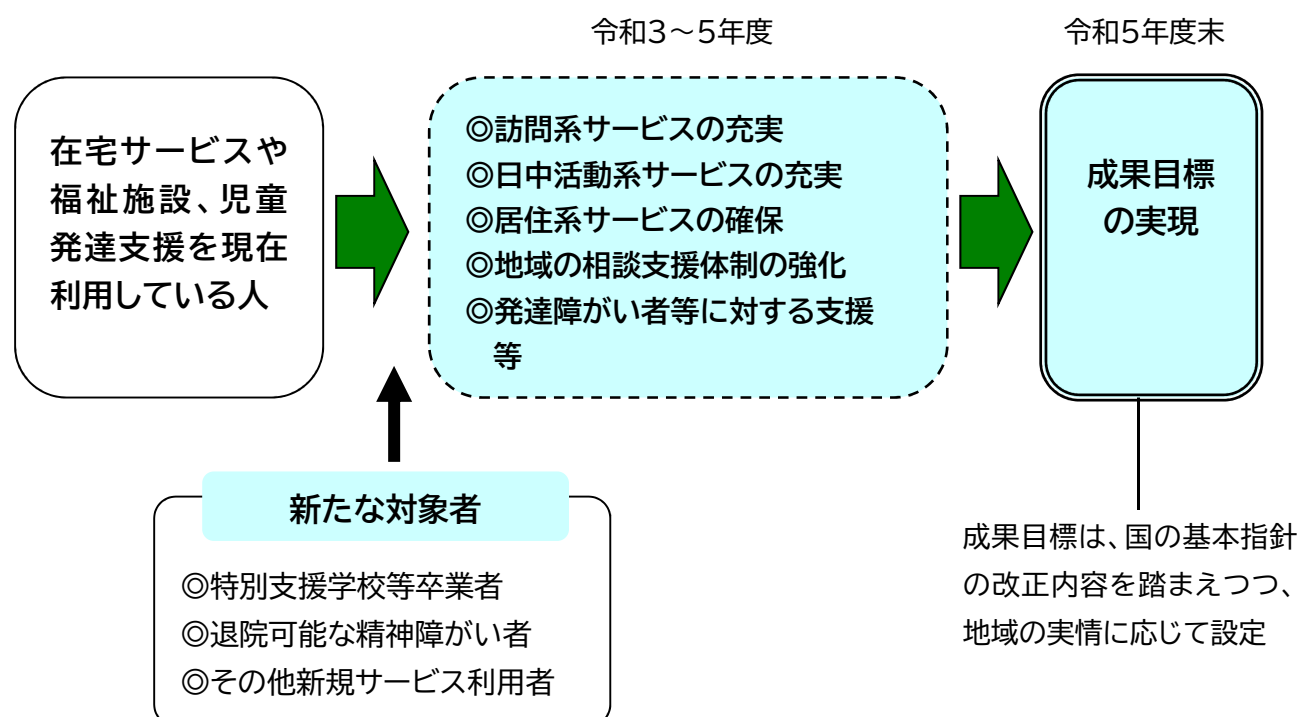 令和3～5年度
令和5年度末
在宅サービスや
福祉施設、児童
発達支援を現在
利用している人
◎訪問系サービスの充実
◎日中活動系サービスの充実
◎居住系サービスの確保
◎地域の相談支援体制の強化
◎発達障がい者等に対する支援
等
成果目標
の実現
新たな対象者
◎特別支援学校等卒業者
◎退院可能な精神障がい者
◎その他新規サービス利用者
成果目標は、国の基本指針
の改正内容を踏まえつつ、
地域の実情に応じて設定